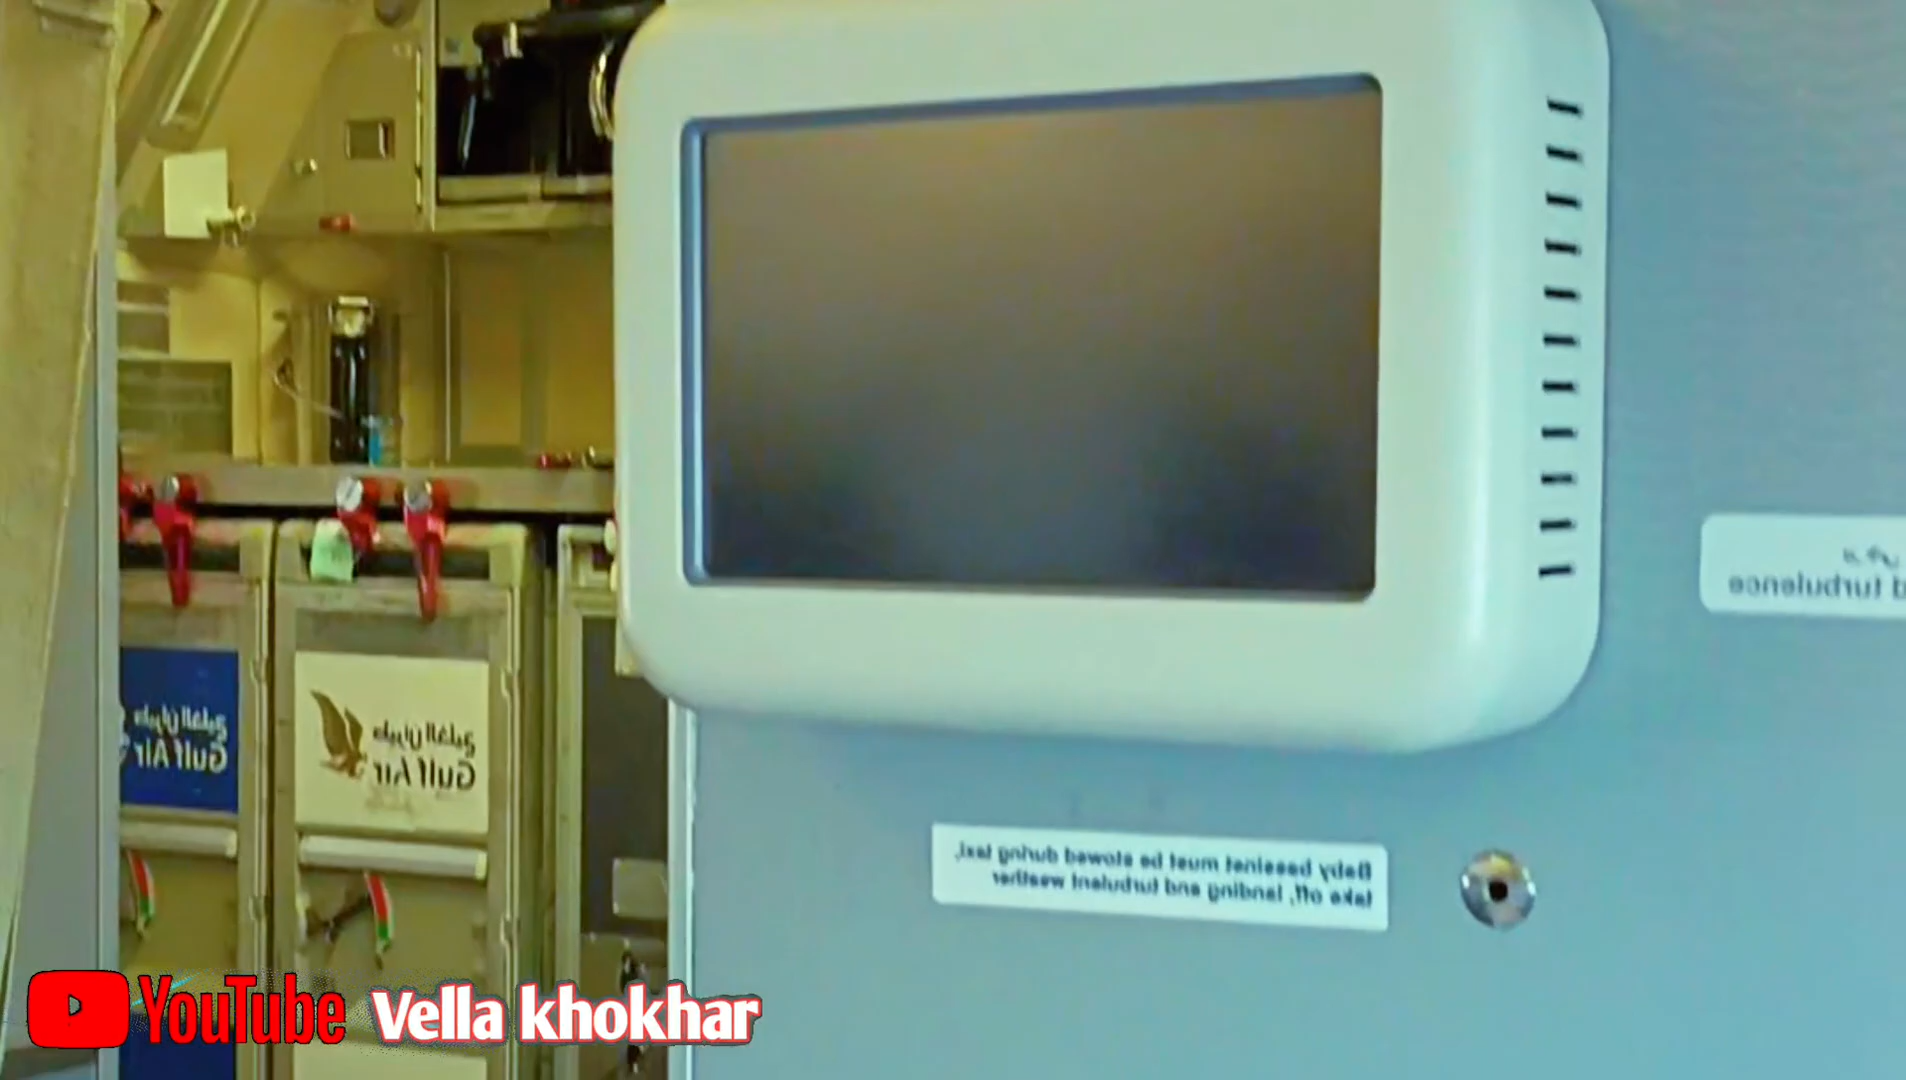 طيران الخليج
Gulf Air
طيران الخليج
Gulf Air
d turbulence
Baby bassinet must be stowed during taxi,
take off, landing and turbulent weather
YouTube Vella khokhar